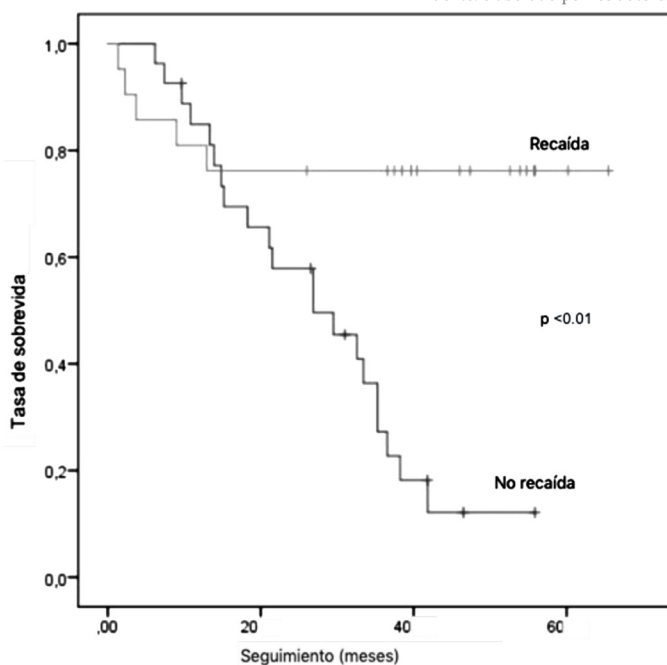 1,0
0,8
0,6
0,4
0,2
0,0
Tasa de sobrevida
Recaída
p <0.01
No recaída
,00
20
40
60
Seguimiento (meses)